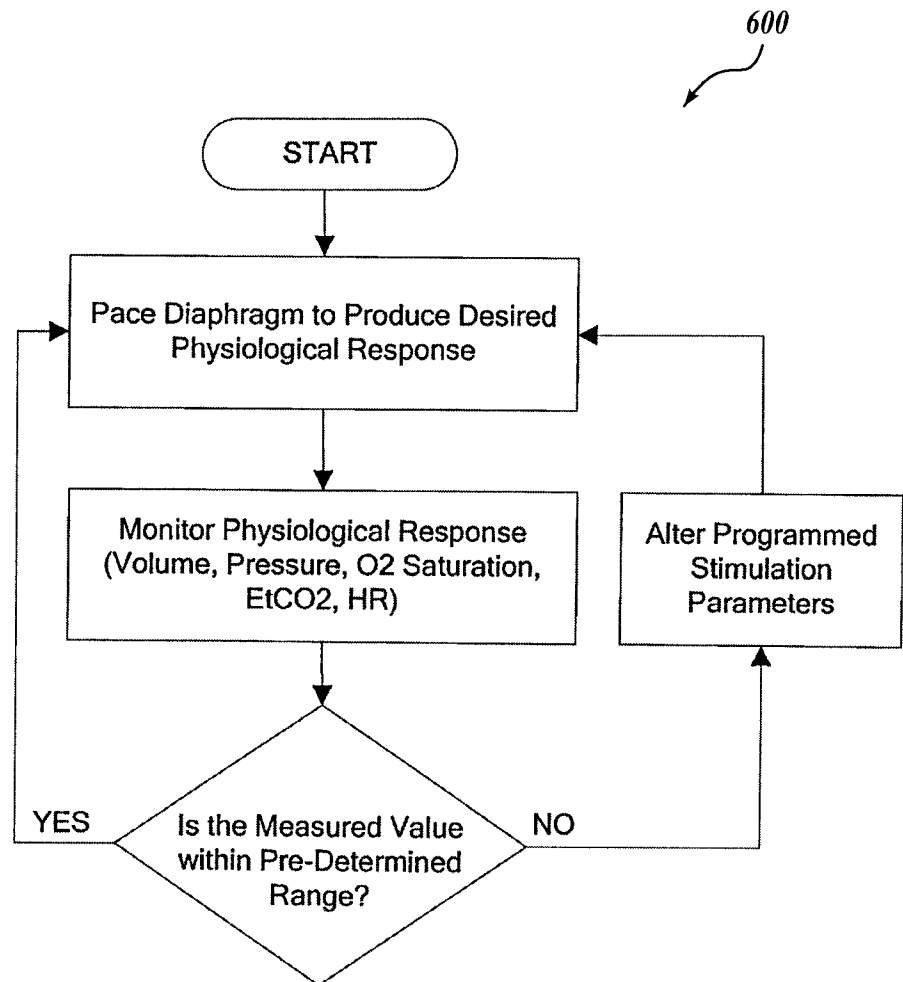 600
START
Pace Diaphragm to Produce Desired
Physiological Response
Monitor Physiological Response
(Volume, Pressure, O2 Saturation,
EtCO2, HR)
Alter Programmed
Stimulation
Parameters
YES
Is the Measured Value
within Pre-Determined
Range?
NO